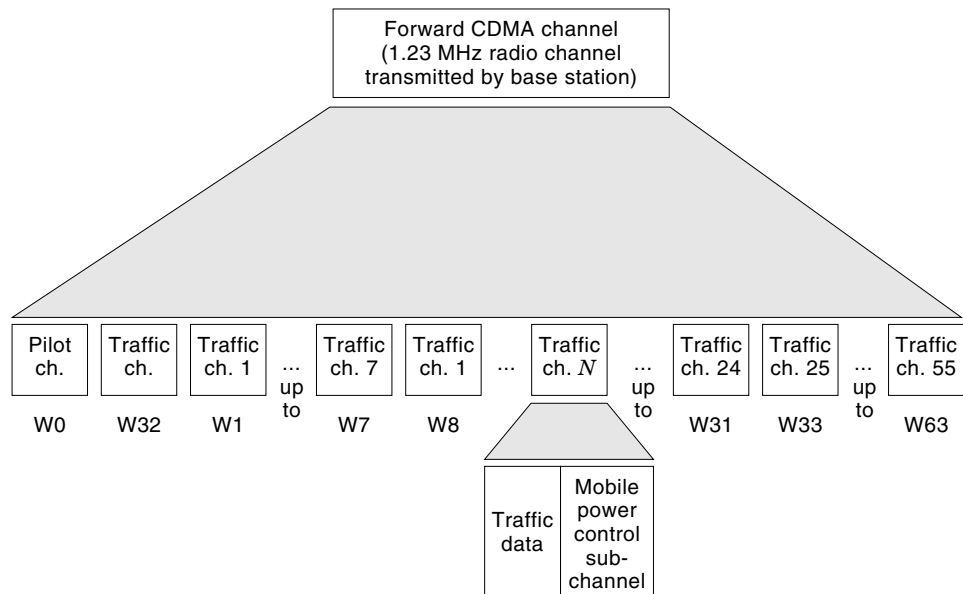 Forward CDMA channel
(1.23 MHz radio channel
transmitted by base station)
Pilot
ch.
Traffic
ch.
Traffic
ch. 1
...
up
to
Traffic
ch. 7
Traffic
ch. 1
...
Traffic
ch. N
...
up
to
Traffic
ch. 24
Traffic
ch. 25
...
up
to
Traffic
ch. 55
W0
W32
W1
W7
W8
W31
W33
W63
Traffic
data
Mobile
power
control
sub-
channel